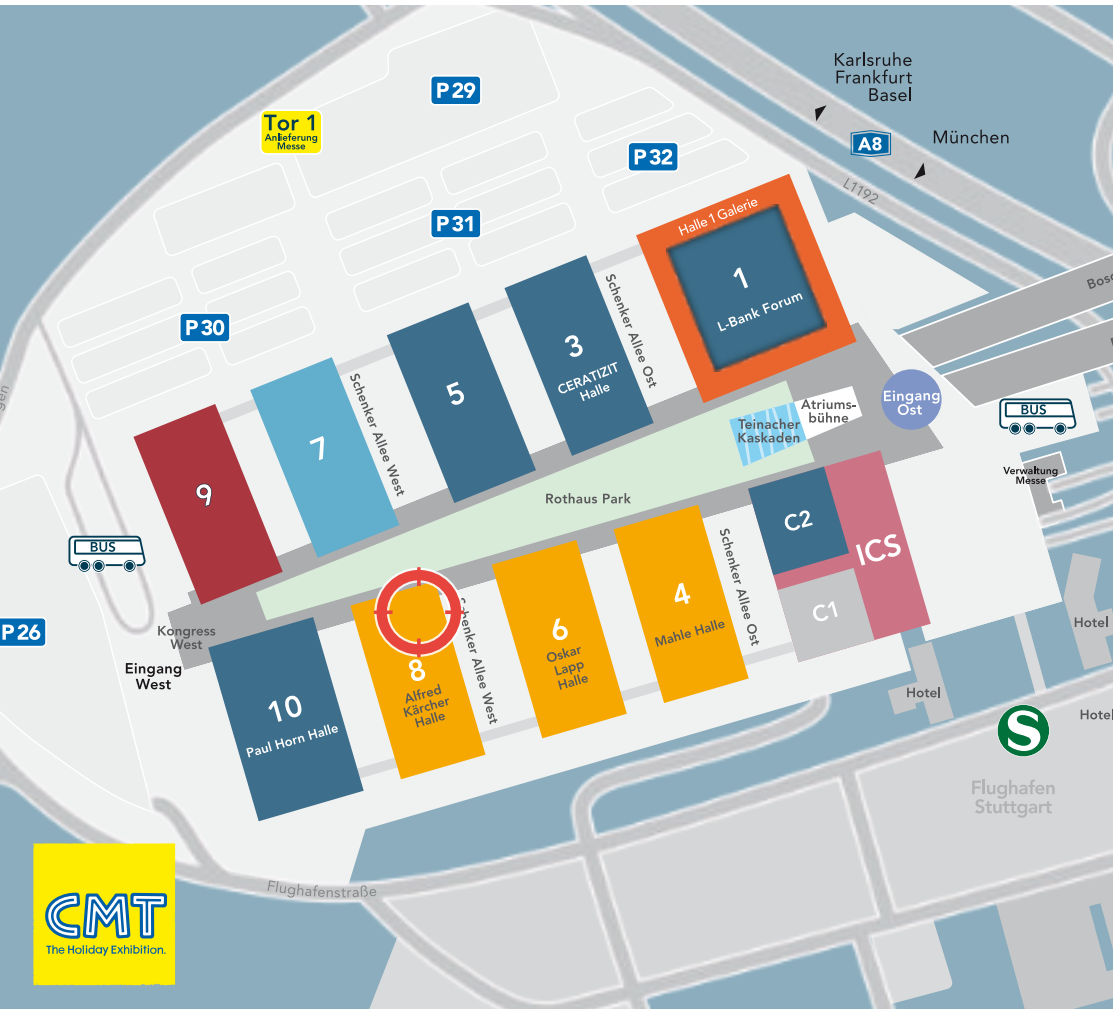 Karlsruhe
Frankfurt
Basel
P29
Tor 1
Anlieferung
Messe
A8
München
P32
L1192
P31
Halle 1 Galerie
1
L-Bank Forum
Schenker Allee Ost
P30
3
CERATIZIT
Halle
5
Schenker Allee West
7
9
Eingang
Ost
Atriums-
bühne
Teinacher
Kaskaden
BUS
Verwaltung
Messe
Rothaus Park
C2
ICS
C1
Schenker Allee Ost
4
Mahle Halle
6
Oskar
Lapp
Halle
Schenker Allee West
8
Alfred
Kärcher
Halle
BUS
P26
Kongress
West
Eingang
West
10
Paul Horn Halle
Hotel
Hotel
Hotel
S
Flughafen
Stuttgart
Flughafenstraße
CMT
The Holiday Exhibition.